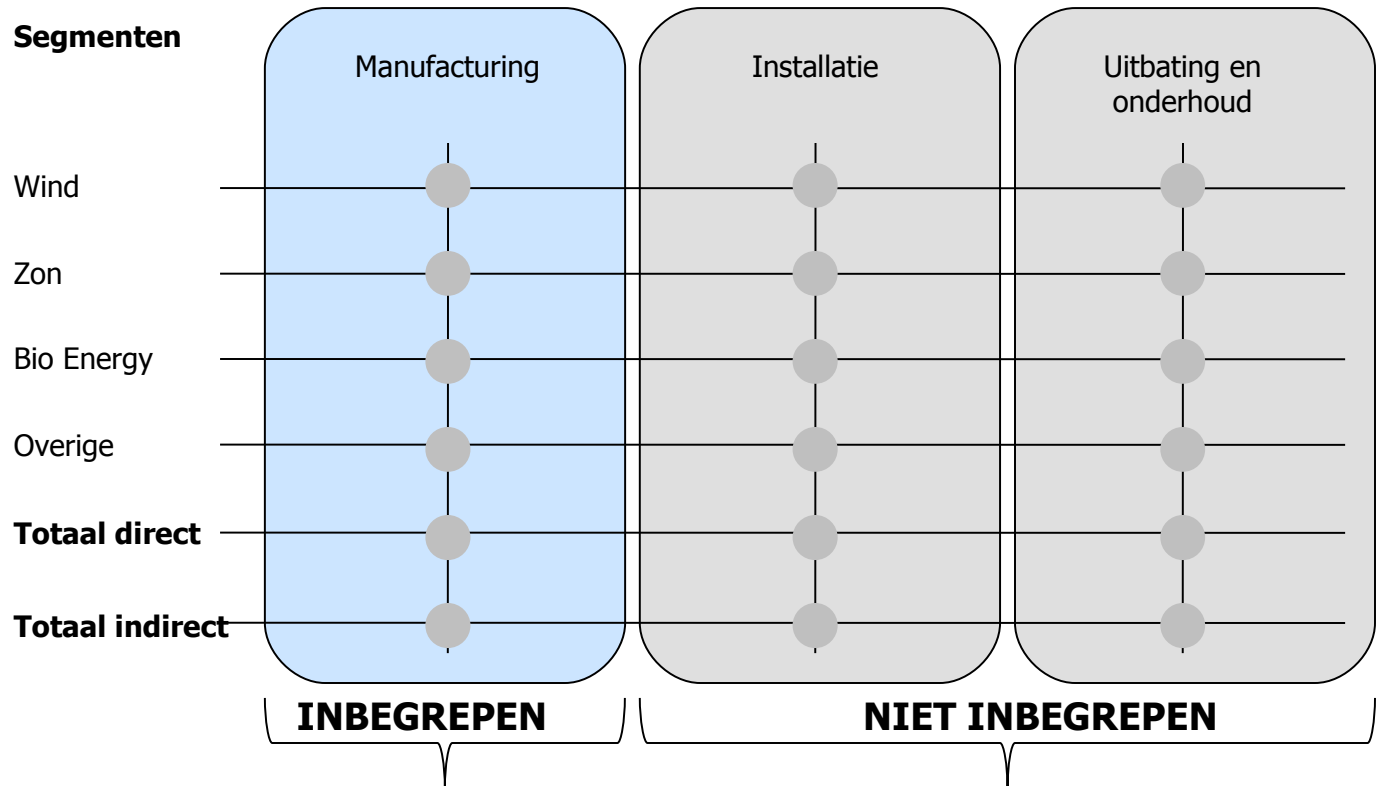 Segmenten
Manufacturing
Installatie
Uitbating en
onderhoud
Wind
Zon
Bio Energy
Overige
Totaal direct
Totaal indirect
INBEGREPEN
NIET INBEGREPEN